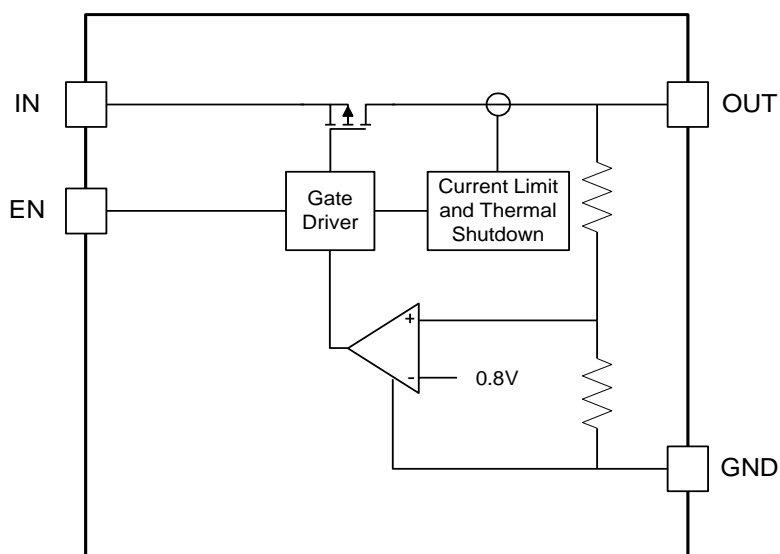 IN
OUT
EN
Gate
Driver
Current Limit
and Thermal
Shutdown
+
-
0.8V
GND